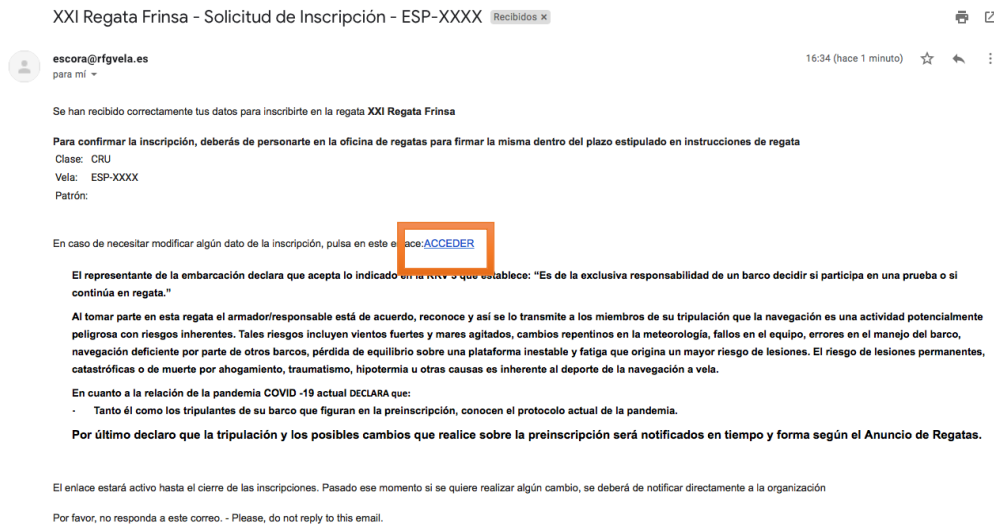 XXI Regata Frinsa - Solicitud de Inscripción - ESP-XXXX Recibidos ×
escora@rfgvela.es 16:34 (hace 1 minuto)
para mí
Se han recibido correctamente tus datos para inscribirte en la regata XXI Regata Frinsa
Para confirmar la inscripción, deberás de personarte en la oficina de regatas para firmar la misma dentro del plazo estipulado en instrucciones de regata
Clase: CRU
Vela: ESP-XXXX
Patrón:
En caso de necesitar modificar algún dato de la inscripción, pulsa en este ACCEDER
El representante de la embarcación declara que acepta lo indicado que establece: “Es de la exclusiva responsabilidad de un barco decidir si participa en una prueba o si
continúa en regata.”
Al tomar parte en esta regata el armador/responsable está de acuerdo, reconoce y así se lo transmite a los miembros de su tripulación que la navegación es una actividad potencialmente
peligrosa con riesgos inherentes. Tales riesgos incluyen vientos fuertes y mares agitados, cambios repentinos en la meteorología, fallos en el equipo, errores en el manejo del barco,
navegación deficiente por parte de otros barcos, pérdida de equilibrio sobre una plataforma inestable y fatiga que origina un mayor riesgo de lesiones. El riesgo de lesiones permanentes,
catastróficas o de muerte por ahogamiento, traumatismo, hipotermia u otras causas es inherente al deporte de la navegación a vela.
En cuanto a la relación de la pandemia COVID -19 actual DECLARA que:
- Tanto él como los tripulantes de su barco que figuran en la preinscripción, conocen el protocolo actual de la pandemia.
Por último declaro que la tripulación y los posibles cambios que realice sobre la preinscripción será notificados en tiempo y forma según el Anuncio de Regatas.
El enlace estará activo hasta el cierre de las inscripciones. Pasado ese momento si se quiere realizar algún cambio, se deberá de notificar directamente a la organización
Por favor, no responda a este correo. - Please, do not reply to this email.